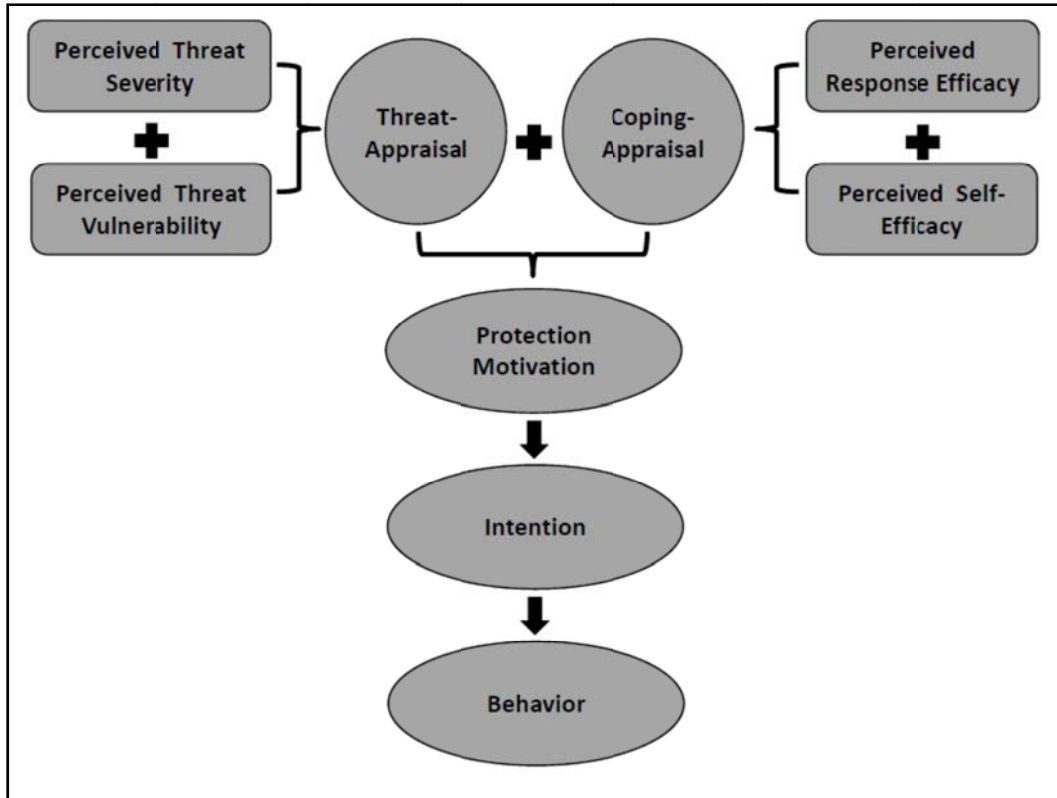 Perceived Threat
Severity
Perceived Threat
Vulnerability
Threat-
Appraisal
Coping-
Appraisal
Perceived
Response Efficacy
Perceived Self-
Efficacy
Protection
Motivation
Intention
Behavior